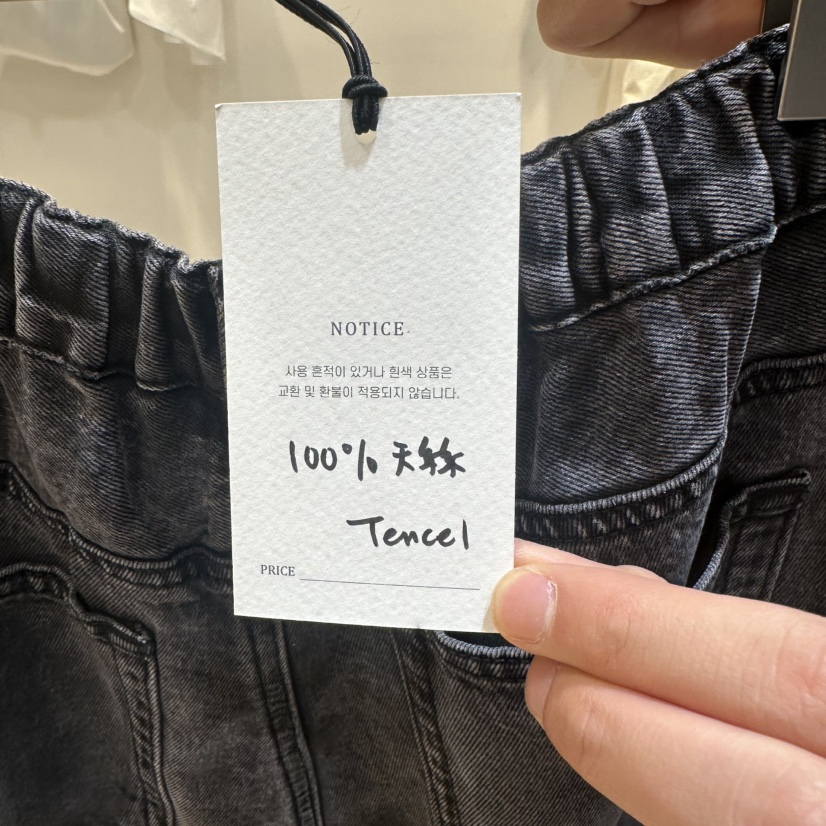 NOTICE
사용 흔적이 있거나 흰색 상품은
교환 및 환불이 적용되지 않습니다.
100% 天絲
Tencel
PRICE